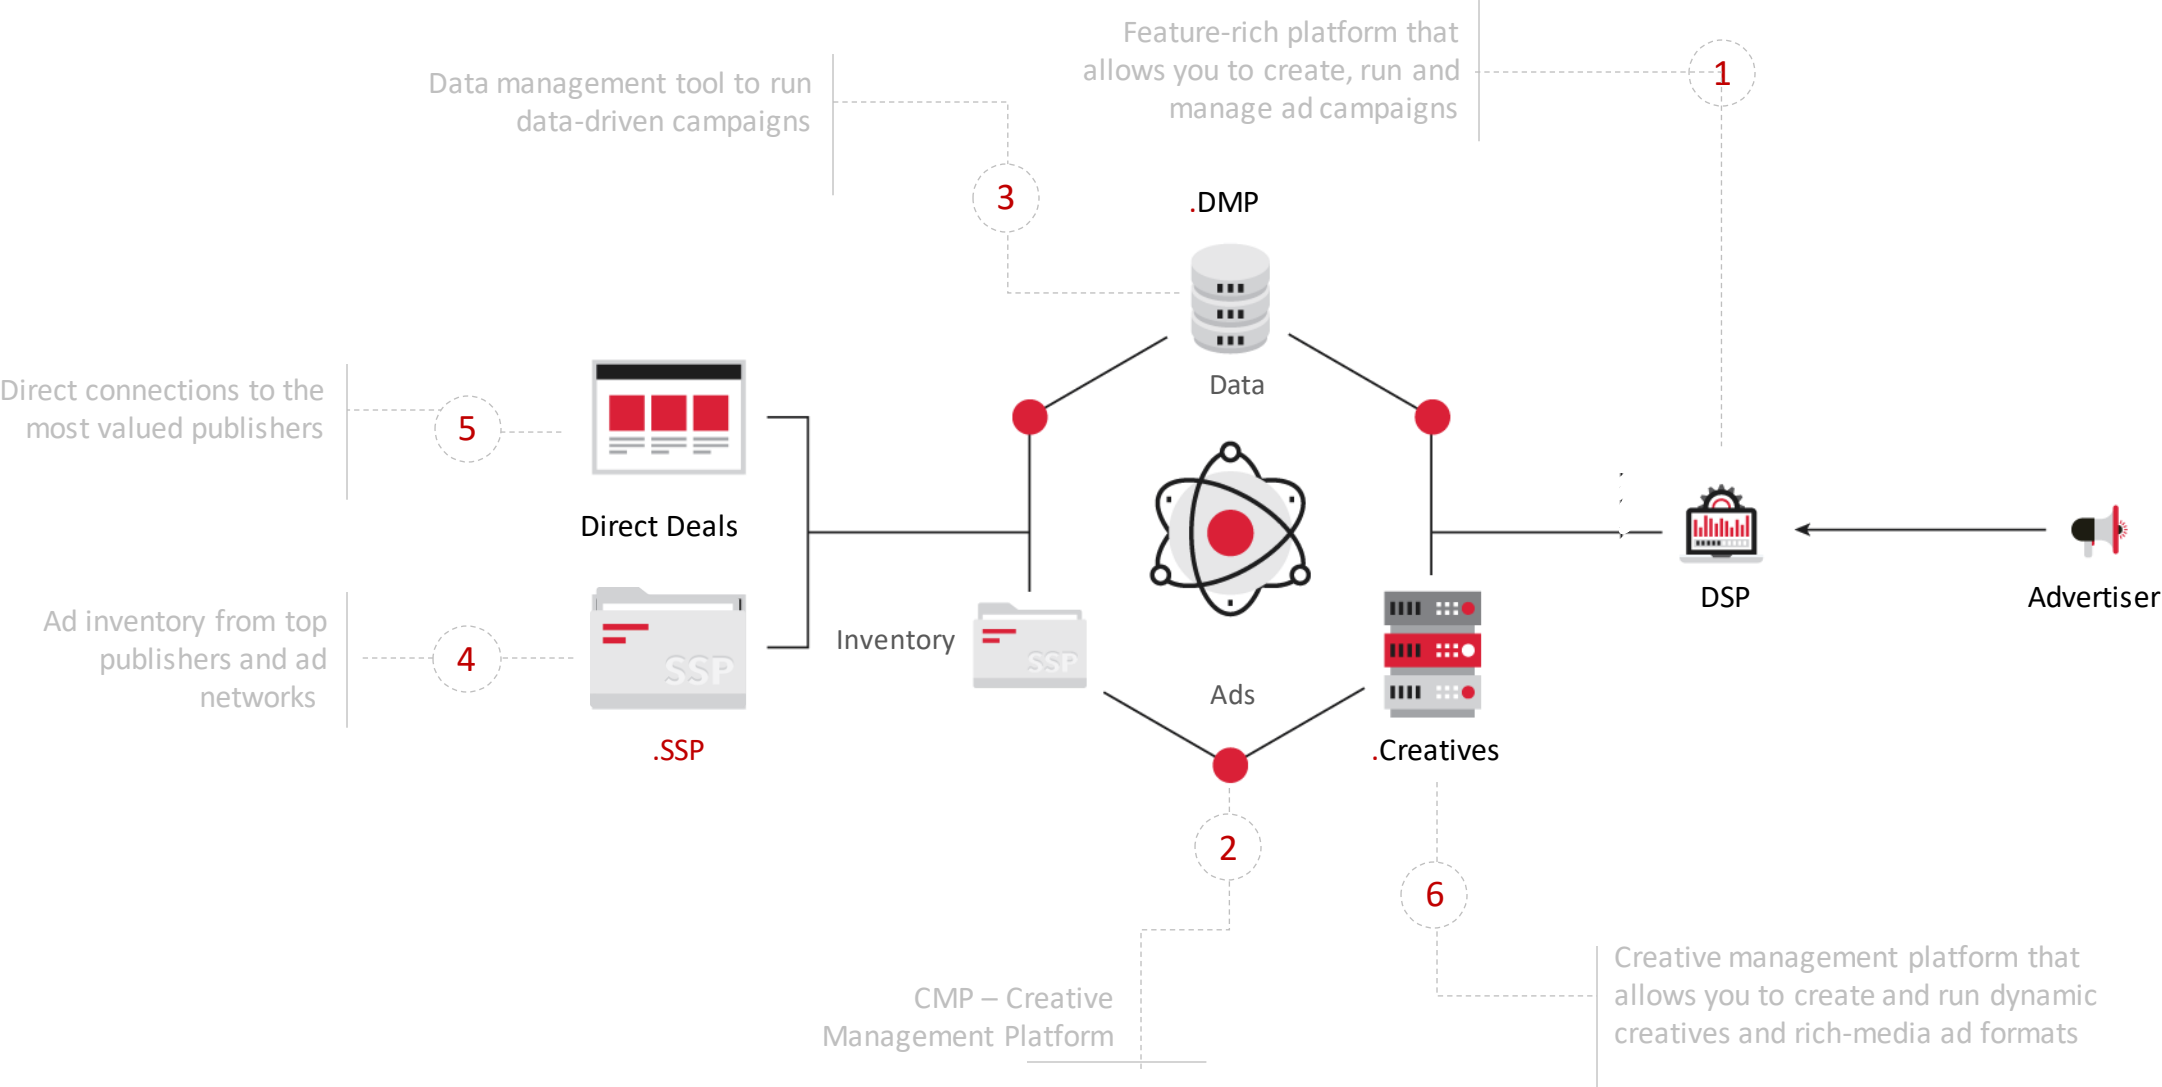 Feature-rich platform that
allows you to create, run and
manage ad campaigns
1
Data management tool to run
data-driven campaigns
3
.DMP
Data
Direct connections to the
most valued publishers
5
Direct Deals
DSP
Advertiser
Ad inventory from top
publishers and ad
networks
4
SSP
.SSP
Inventory
SSP
Ads
.Creatives
2
6
CMP – Creative
Management Platform
Creative management platform that
allows you to create and run dynamic
creatives and rich-media ad formats